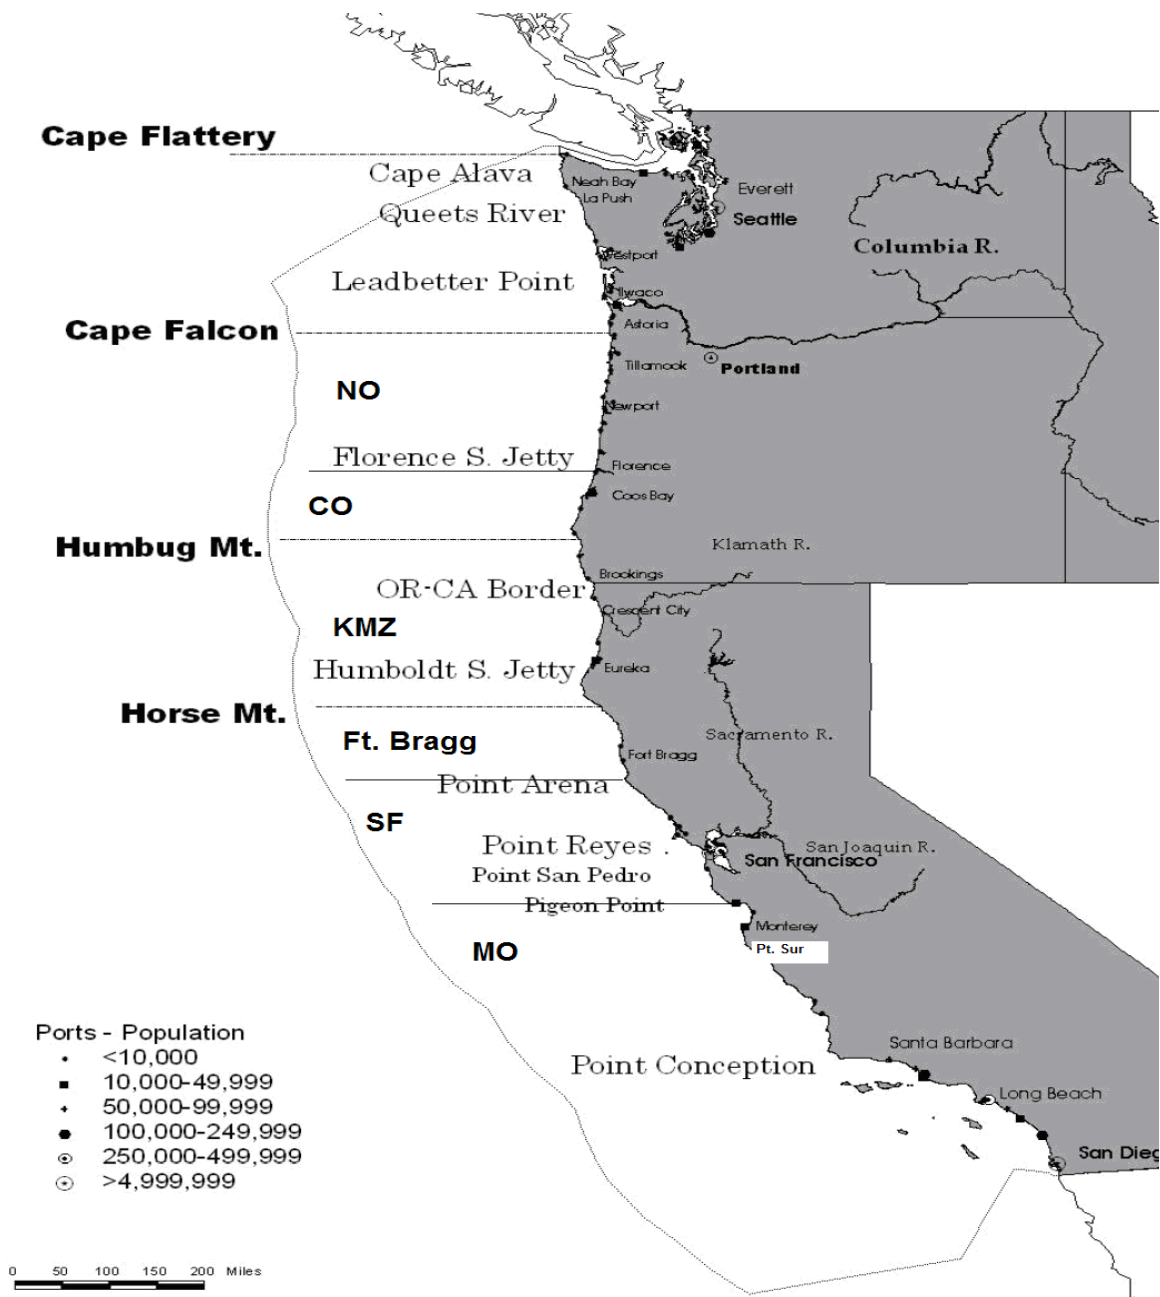 Cape Flattery
Cape Alava
Neah Bay
La Push
Everett
Queets River
Seattle
Columbia R.
Westport
Leadbetter Point
Ilwaco
Cape Falcon
Astoria
Tillamook
Portland
NO
Newport
Florence S. Jetty
Florence
CO
Coos Bay
Humbug Mt.
Klamath R.
Brookings
OR-CA Border
Crescent City
KMZ
Humboldt S. Jetty
Eureka
Horse Mt.
Sacramento R.
Ft. Bragg
Fort Bragg
Point Arena
SF
Point Reyes .
San Joaquin R.
San Francisco
Point San Pedro
Pigeon Point
Monterey
MO
Pt. Sur
Ports - Population
<10,000
10,000-49,999
50,000-99,999
100,000-249,999
250,000-499,999
>4,999,999
Santa Barbara
Point Conception
Long Beach
San Dieg
0 50 100 150 200 Miles